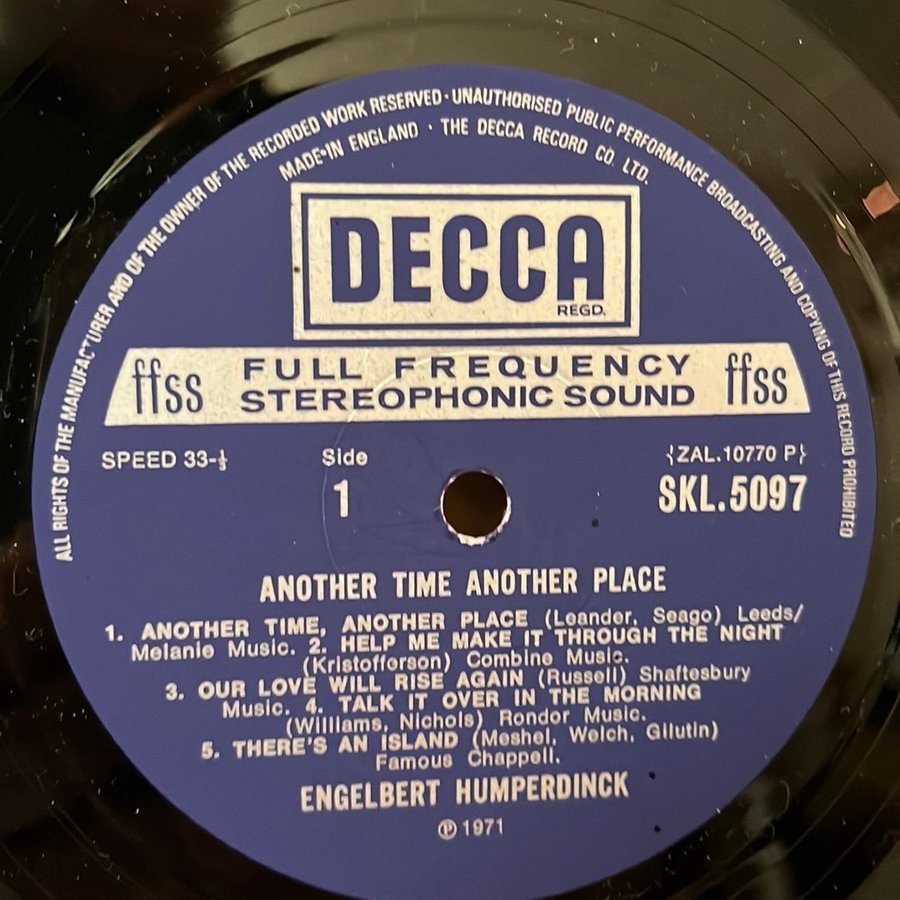 ALL RIGHTS OF THE MANUFACTURER AND OF THE OWNER OF THE RECORDED WORK RESERVED · UNAUTHORISED PUBLIC PERFORMANCE BROADCASTING AND COPYING OF THIS RECORD PROHIBITED
MADE IN ENGLAND · THE DECCA RECORD CO. LTD.
DECCA
REGD.
ffss FULL FREQUENCY ffss
STEREOPHONIC SOUND
SPEED 33-⅓ Side {ZAL.10770 P}
1 SKL.5097
ANOTHER TIME ANOTHER PLACE
1. ANOTHER TIME, ANOTHER PLACE (Leander, Seago) Leeds/
Melanie Music. 2. HELP ME MAKE IT THROUGH THE NIGHT
(Kristofferson) Combine Music.
3. OUR LOVE WILL RISE AGAIN (Russell) Shaftesbury
Music. 4. TALK IT OVER IN THE MORNING
(Williams, Nichols) Rondor Music.
5. THERE'S AN ISLAND (Meshel, Welch, Gilutin)
Famous Chappell.
ENGELBERT HUMPERDINCK
℗ 1971